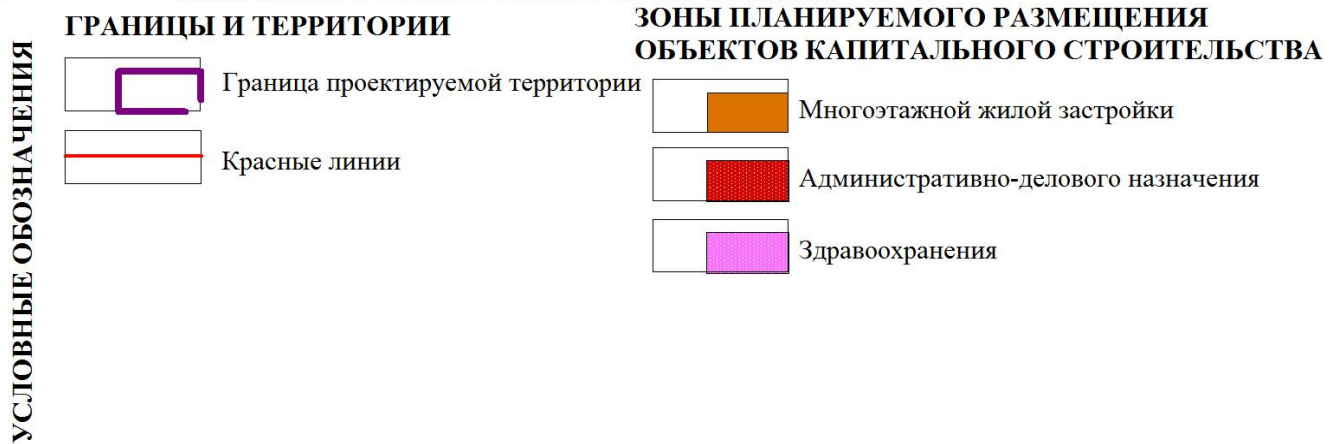 УСЛОВНЫЕ ОБОЗНАЧЕНИЯ
ГРАНИЦЫ И ТЕРРИТОРИИ
Граница проектируемой территории
Красные линии
ЗОНЫ ПЛАНИРУЕМОГО РАЗМЕЩЕНИЯ
ОБЪЕКТОВ КАПИТАЛЬНОГО СТРОИТЕЛЬСТВА
Многоэтажной жилой застройки
Административно-делового назначения
Здравоохранения